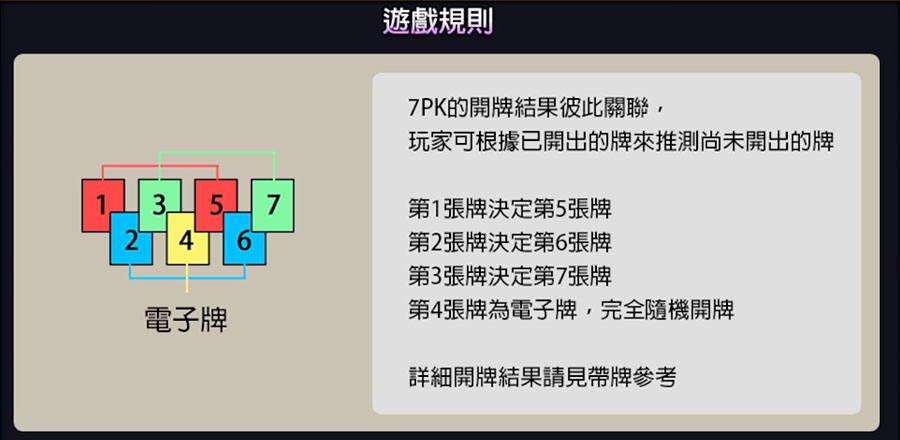 遊戲規則
7PK的開牌結果彼此關聯，
玩家可根據已開出的牌來推測尚未開出的牌
第1張牌決定第5張牌
第2張牌決定第6張牌
第3張牌決定第7張牌
第4張牌為電子牌，完全隨機開牌
詳細開牌結果請見帶牌參考
1 3 5 7
2 4 6
電子牌